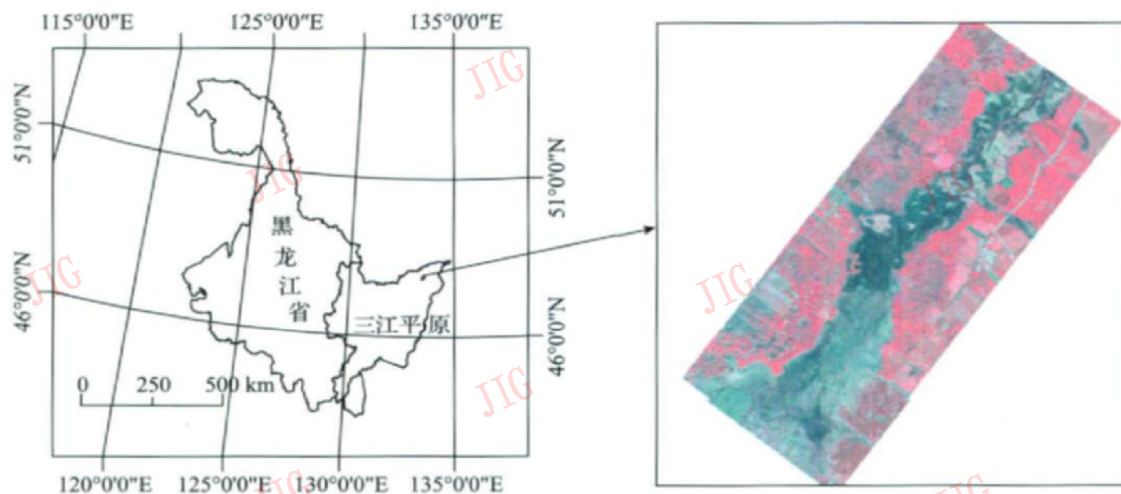 115°0′0″E 125°0′0″E 135°0′0″E
51°0′0″N
51°0′0″N
46°0′0″N
46°0′0″N
黑龙江省
三江平原
0 250 500 km
120°0′0″E 125°0′0″E 130°0′0″E 135°0′0″E
JIG
JIG
JIG
JIG
JIG
JIG
JIG